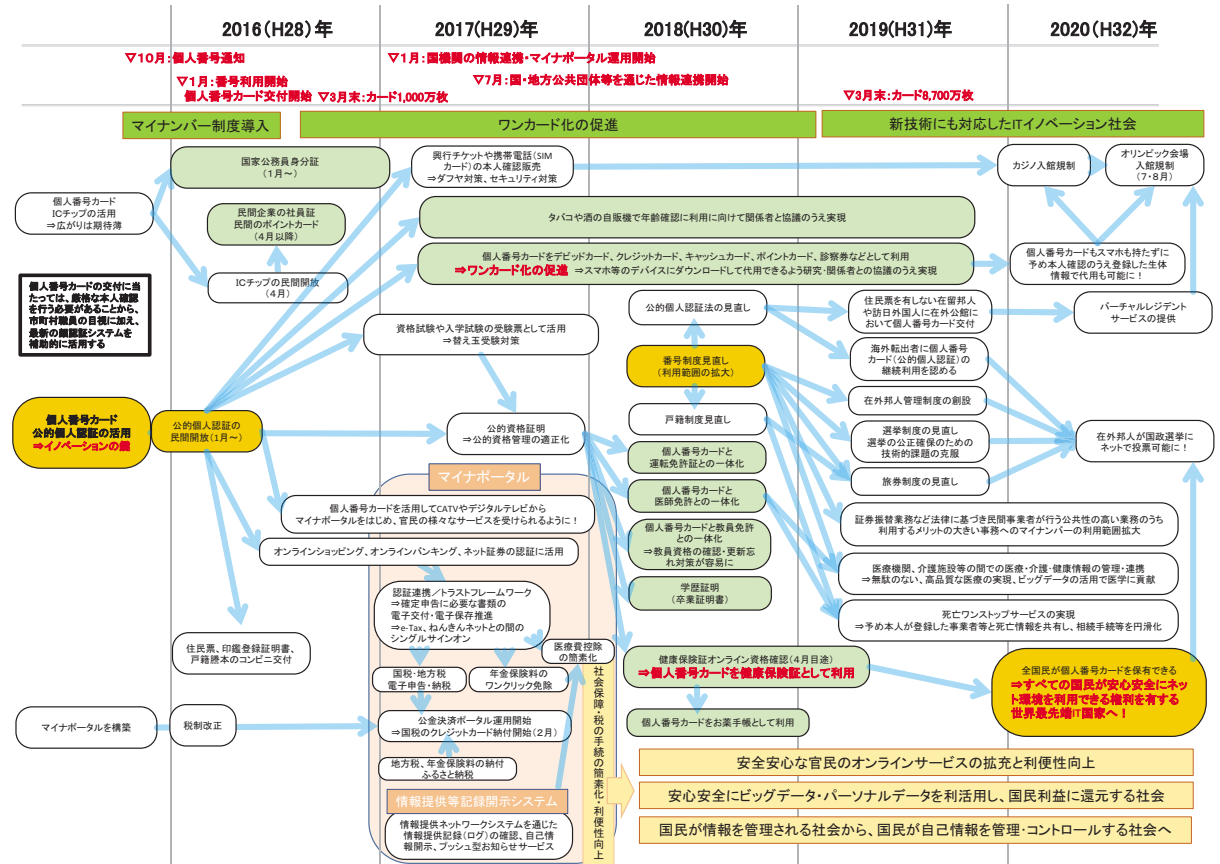 2016(H28)年
2017(H29)年
2018(H30)年
2019(H31)年
2020(H32)年
▽10月:個人番号通知
▽1月:国機関の情報連携・マイナポータル運用開始
▽1月:番号利用開始
個人番号カード交付開始
▽7月:国・地方公共団体等を通じた情報連携開始
▽3月末:カード1,000万枚
▽3月末:カード8,700万枚
マイナンバー制度導入
ワンカード化の促進
新技術にも対応したITイノベーション社会
国家公務員身分証
(1月~)
興行チケットや携帯電話(SIM
カード)の本人確認販売
⇒ダフヤ対策、セキュリティ対策
カジノ入館規制
オリンピック会場
入館規制
(7・8月)
個人番号カード
ICチップの活用
⇒広がりは期待薄
民間企業の社員証
民間のポイントカード
(4月以降)
タバコや酒の自販機で年齢確認に利用に向けて関係者と協議のうえ実現
ICチップの民間開放
(4月)
個人番号カードをデビットカード、クレジットカード、キャッシュカード、ポイントカード、診察券などとして利用
⇒ワンカード化の促進 ⇒スマホ等のデバイスにダウンロードして代用できるよう研究・関係者との協議のうえ実現
個人番号カードもスマホも持たずに
予め本人確認のうえ登録した生体
情報で代用も可能に!
個人番号カードの交付に当
たっては、厳格な本人確認
を行う必要があることから、
市町村職員の目視に加え、
最新の顔認証システムを
補助的に活用する
資格試験や入学試験の受験票として活用
⇒替え玉受験対策
公的個人認証法の見直し
住民票を有しない在留邦人
や訪日外国人に在外公館に
おいて個人番号カード交付
バーチャルレジデント
サービスの提供
番号制度見直し
(利用範囲の拡大)
海外転出者に個人番号
カード(公的個人認証)の
継続利用を認める
個人番号カード
公的個人認証の活用
⇒イノベーションの鍵
公的個人認証の
民間開放(1月~)
公的資格証明
⇒公的資格管理の適正化
戸籍制度見直し
在外邦人管理制度の創設
選挙制度の見直し
選挙の公正確保のための
技術的課題の克服
在外邦人が国政選挙に
ネットで投票可能に!
個人番号カードと
運転免許証との一体化
旅券制度の見直し
マイナポータル
個人番号カードと
医師免許との一体化
個人番号カードを活用してCATVやデジタルテレビから
マイナポータルをはじめ、官民の様々なサービスを受けられるように!
証券振替業務など法律に基づき民間事業者が行う公共性の高い業務のうち
利用するメリットの大きい事務へのマイナンバーの利用範囲拡大
個人番号カードと教員免許
との一体化
⇒教員資格の確認・更新忘
れ対策が容易に
オンラインショッピング、オンラインバンキング、ネット証券の認証に活用
医療機関、介護施設等の間での医療・介護・健康情報の管理・連携
⇒無駄のない、高品質な医療の実現、ビッグデータの活用で医学に貢献
学歴証明
(卒業証明書)
認証連携/トラストフレームワーク
⇒確定申告に必要な書類の
電子交付・電子保存推進
⇒e-Tax、ねんきんネットとの間の
シングルサインオン
死亡ワンストップサービスの実現
⇒予め本人が登録した事業者等と死亡情報を共有し、相続手続等を円滑化
住民票、印鑑登録証明書、
戸籍謄本のコンビニ交付
医療費控除
の簡素化
健康保険証オンライン資格確認(4月目途)
⇒個人番号カードを健康保険証として利用
全国民が個人番号カードを保有できる
⇒すべての国民が安心安全にネッ
ト環境を利用できる権利を有する
世界最先端IT国家へ!
国税・地方税
電子申告・納税
年金保険料の
ワンクリック免除
社会保障・税の手続の簡素化・利便性向上
マイナポータルを構築
税制改正
公金決済ポータル運用開始
⇒国税のクレジットカード納付開始(2月)
個人番号カードをお薬手帳として利用
地方税、年金保険料の納付
ふるさと納税
安全安心な官民のオンラインサービスの拡充と利便性向上
情報提供等記録開示システム
安心安全にビッグデータ・パーソナルデータを利活用し、国民利益に還元する社会
情報提供ネットワークシステムを通じた
情報提供記録(ログ)の確認、自己情
報開示、プッシュ型お知らせサービス
国民が情報を管理される社会から、国民が自己情報を管理・コントロールする社会へ